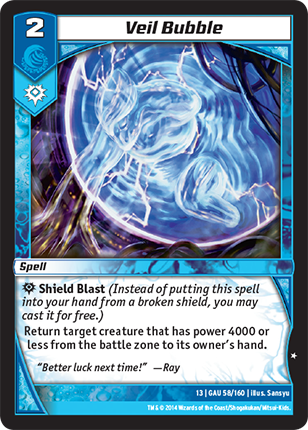 2
Veil Bubble
Spell
Shield Blast (Instead of putting this spell
into your hand from a broken shield, you may
cast it for free.)
Return target creature that has power 4000 or
less from the battle zone to its owner's hand.
"Better luck next time!" —Ray
13 | GAU 58/160 | illus. Sansyu
TM & © 2014 Wizards of the Coast/Shogakukan/Mitsui-Kids.